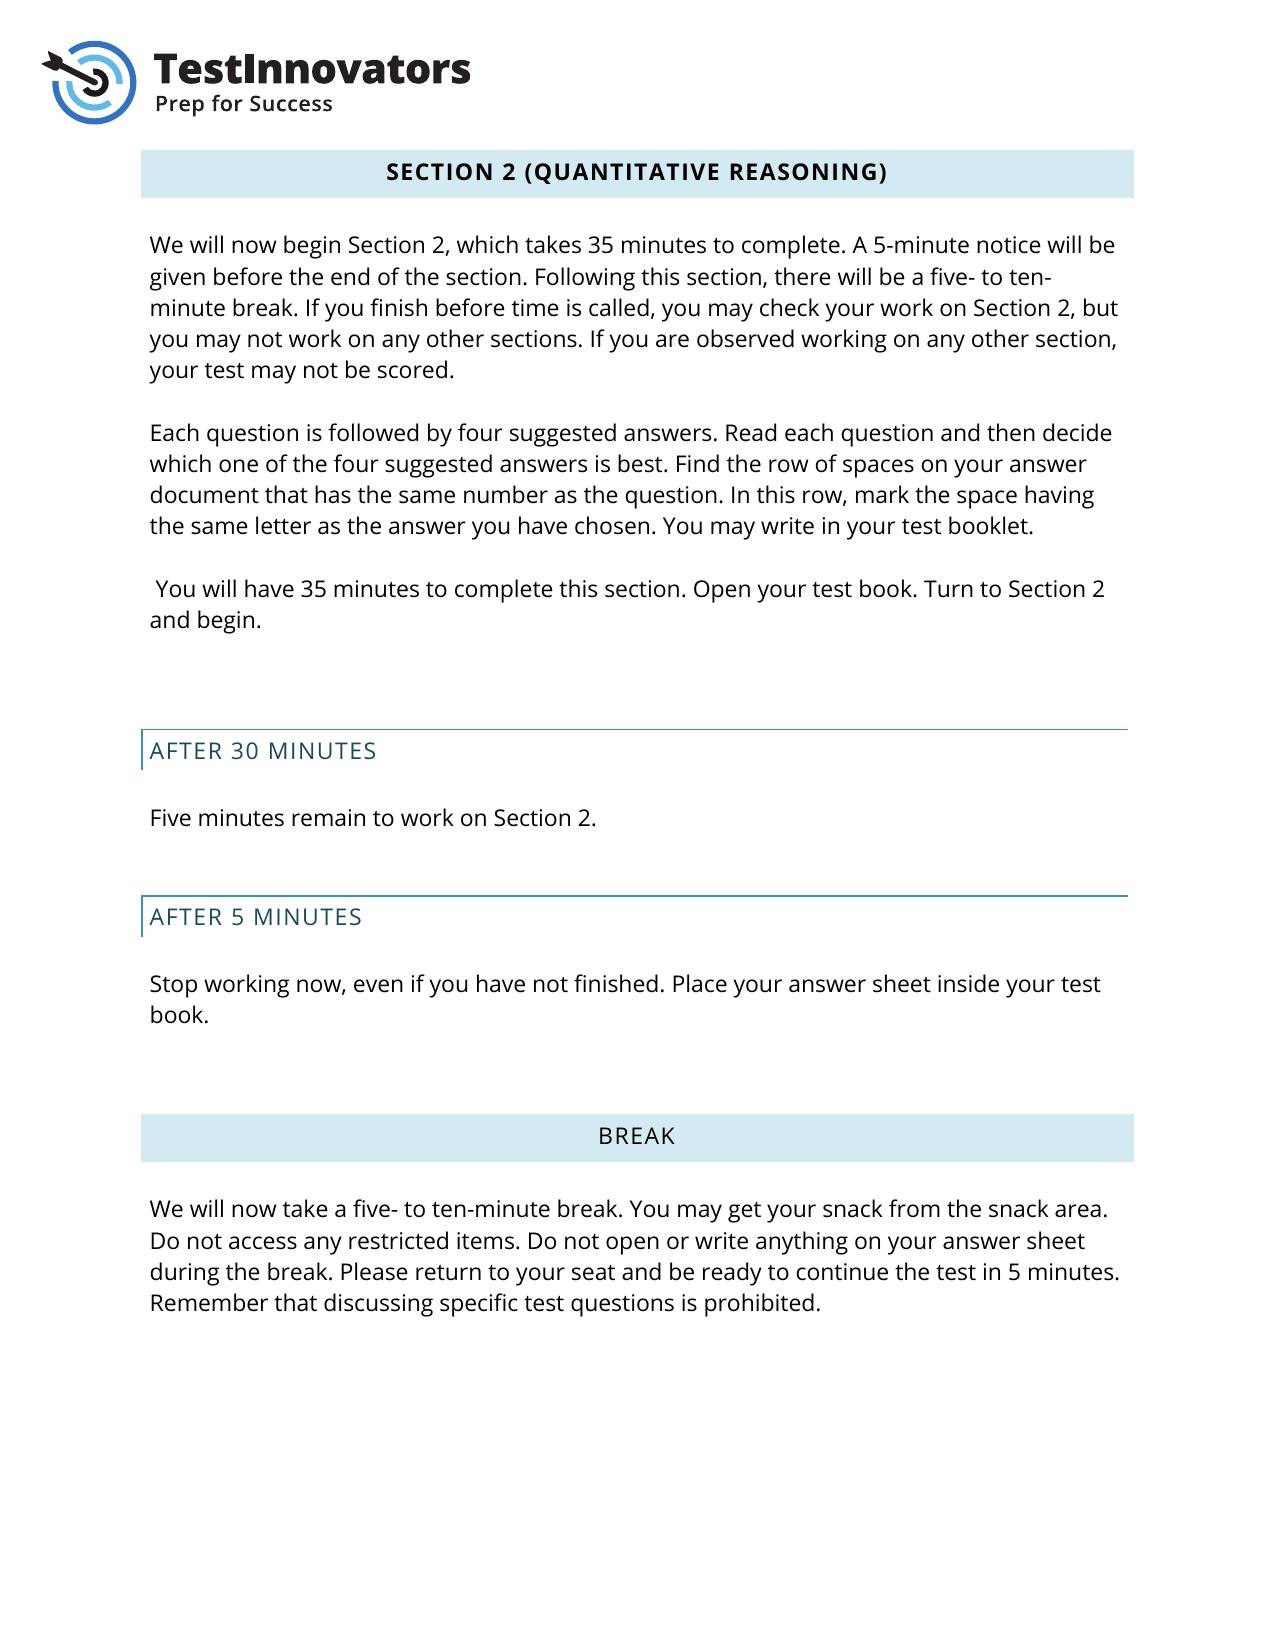 TestInnovators
Prep for Success
SECTION 2 (QUANTITATIVE REASONING)
We will now begin Section 2, which takes 35 minutes to complete. A 5-minute notice will be
given before the end of the section. Following this section, there will be a five- to ten-
minute break. If you finish before time is called, you may check your work on Section 2, but
you may not work on any other sections. If you are observed working on any other section,
your test may not be scored.
Each question is followed by four suggested answers. Read each question and then decide
which one of the four suggested answers is best. Find the row of spaces on your answer
document that has the same number as the question. In this row, mark the space having
the same letter as the answer you have chosen. You may write in your test booklet.
You will have 35 minutes to complete this section. Open your test book. Turn to Section 2
and begin.
AFTER 30 MINUTES
Five minutes remain to work on Section 2.
AFTER 5 MINUTES
Stop working now, even if you have not finished. Place your answer sheet inside your test
book.
BREAK
We will now take a five- to ten-minute break. You may get your snack from the snack area.
Do not access any restricted items. Do not open or write anything on your answer sheet
during the break. Please return to your seat and be ready to continue the test in 5 minutes.
Remember that discussing specific test questions is prohibited.